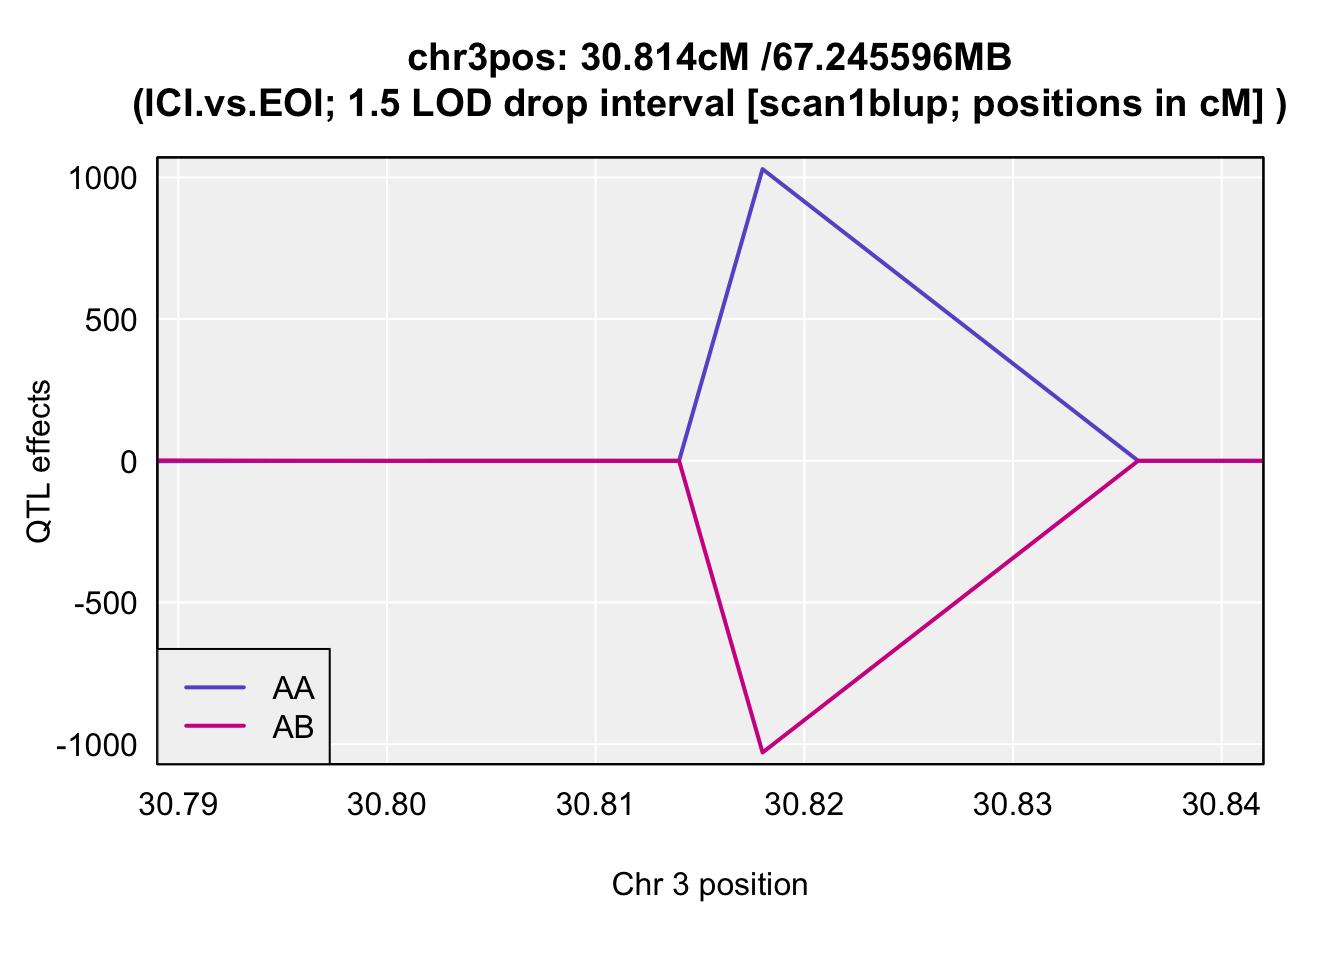 chr3pos: 30.814cM /67.245596MB
(ICI.vs.EOI; 1.5 LOD drop interval [scan1blup; positions in cM] )
QTL effects
1000
500
0
-500
-1000
AA
AB
30.79 30.80 30.81 30.82 30.83 30.84
Chr 3 position